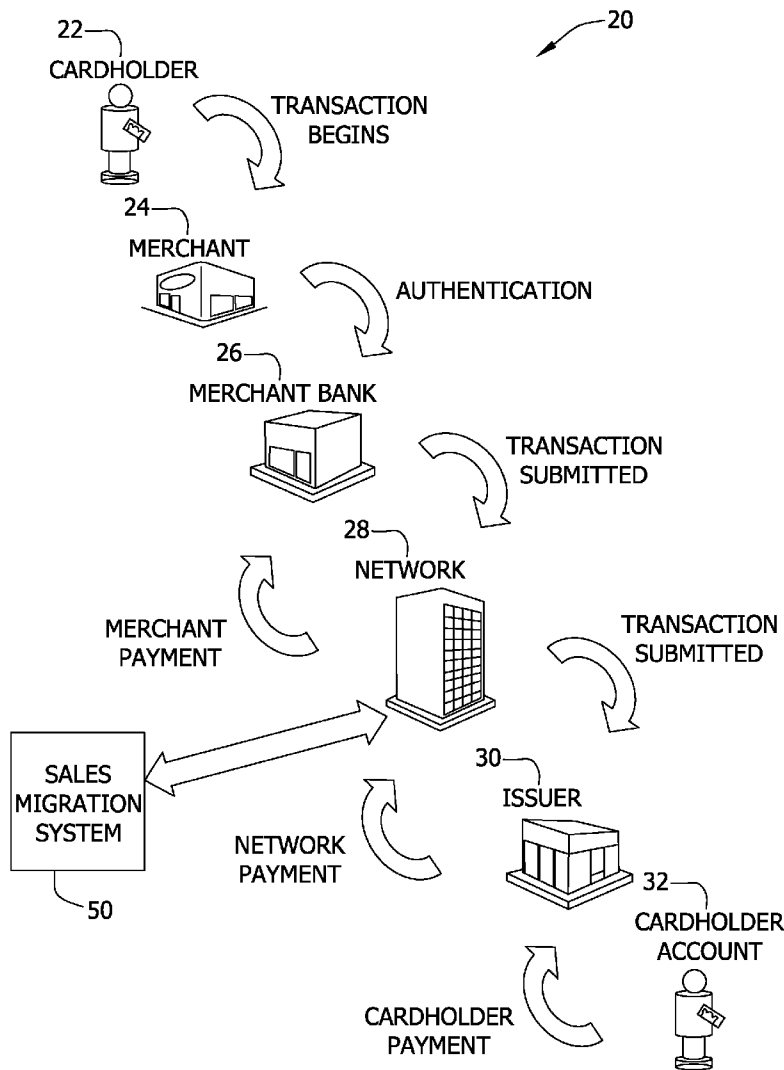 22
CARDHOLDER
20
TRANSACTION
BEGINS
24
MERCHANT
AUTHENTICATION
26
MERCHANT BANK
TRANSACTION
SUBMITTED
28
NETWORK
MERCHANT
PAYMENT
TRANSACTION
SUBMITTED
SALES
MIGRATION
SYSTEM
50
30
ISSUER
NETWORK
PAYMENT
32
CARDHOLDER
ACCOUNT
CARDHOLDER
PAYMENT